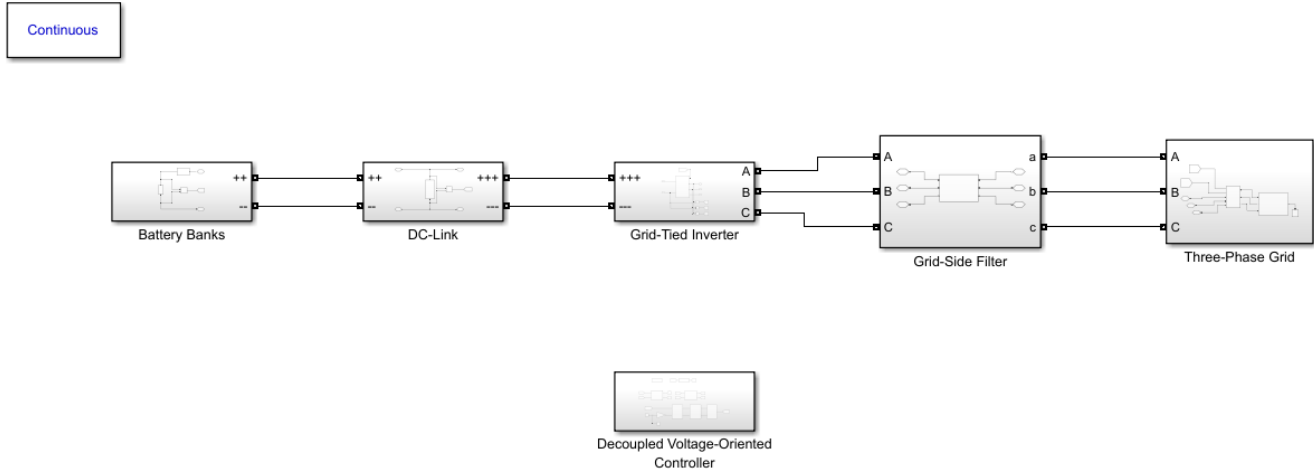 Continuous
++
--
Battery Banks
++
--
+++
---
DC-Link
+++
---
A
B
C
Grid-Tied Inverter
A
B
C
a
b
c
Grid-Side Filter
A
B
C
Three-Phase Grid
Decoupled Voltage-Oriented
Controller